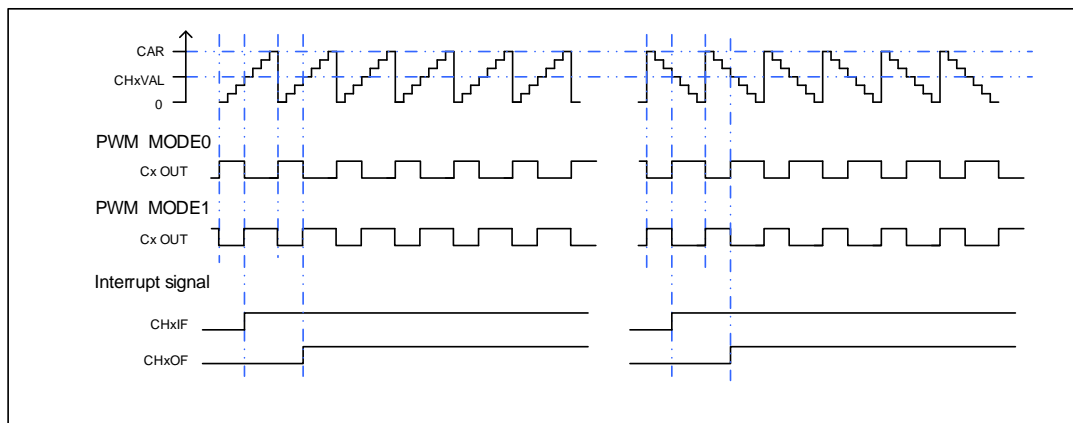 CAR
CHxVAL
0
PWM MODE0
Cx OUT
PWM MODE1
Cx OUT
Interrupt signal
CHxIF
CHxOF